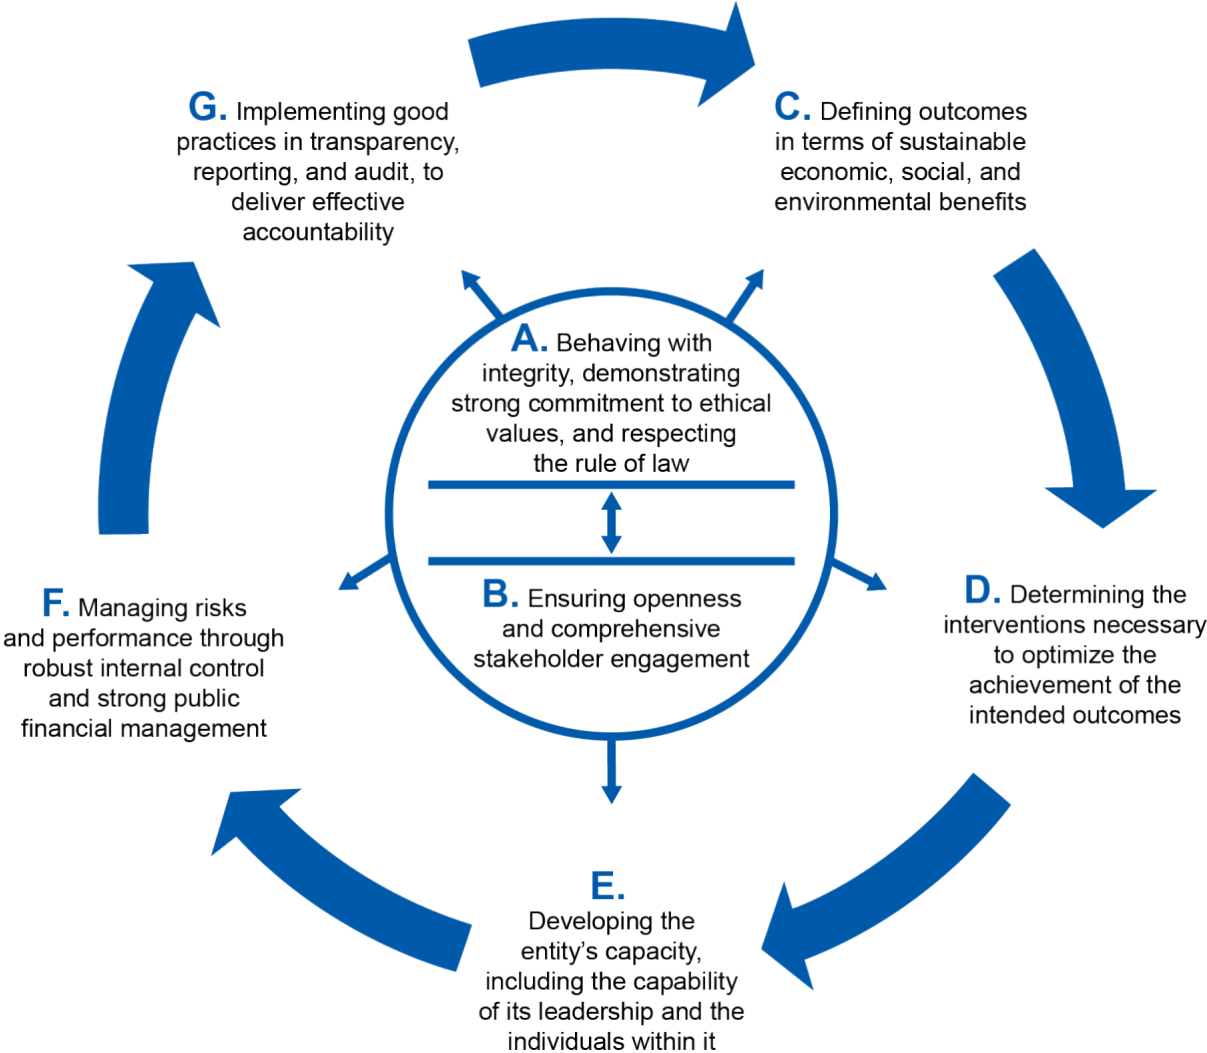 G. Implementing good
practices in transparency,
reporting, and audit, to
deliver effective
accountability
C. Defining outcomes
in terms of sustainable
economic, social, and
environmental benefits
A. Behaving with
integrity, demonstrating
strong commitment to ethical
values, and respecting
the rule of law
B. Ensuring openness
and comprehensive
stakeholder engagement
F. Managing risks
and performance through
robust internal control
and strong public
financial management
D. Determining the
interventions necessary
to optimize the
achievement of the
intended outcomes
E.
Developing the
entity’s capacity,
including the capability
of its leadership and the
individuals within it